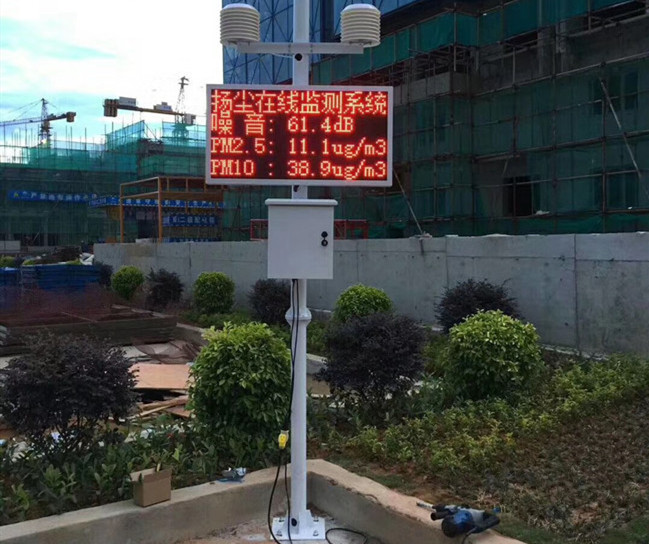 扬尘在线监测系统
噪 音: 61.4dB
PM2.5: 11.1ug/m3
PM10 : 38.9ug/m3